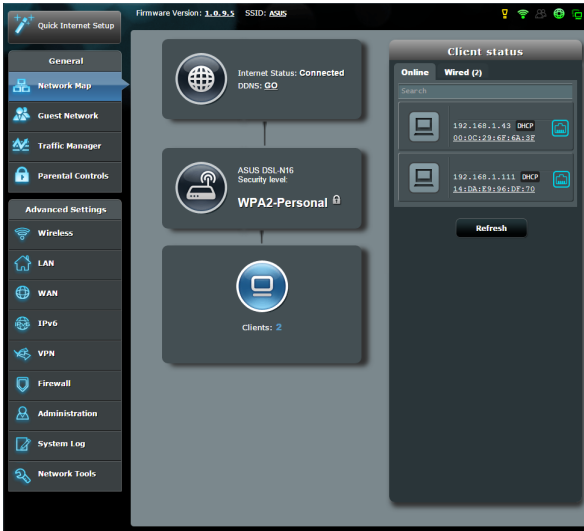 Quick Internet Setup
Firmware Version: 1.0.9.5 SSID: ASUS
General
Network Map
Guest Network
Traffic Manager
Parental Controls
Advanced Settings
Wireless
LAN
WAN
IPv6
VPN
Firewall
Administration
System Log
Network Tools
Internet Status: Connected
DDNS: GO
ASUS DSL-N16
Security level:
WPA2-Personal
Clients: 2
Client status
Online Wired (2)
Search
192.168.1.43 DHCP
00:0C:29:6F:6A:3F
192.168.1.111 DHCP
14:DA:E9:96:DF:70
Refresh